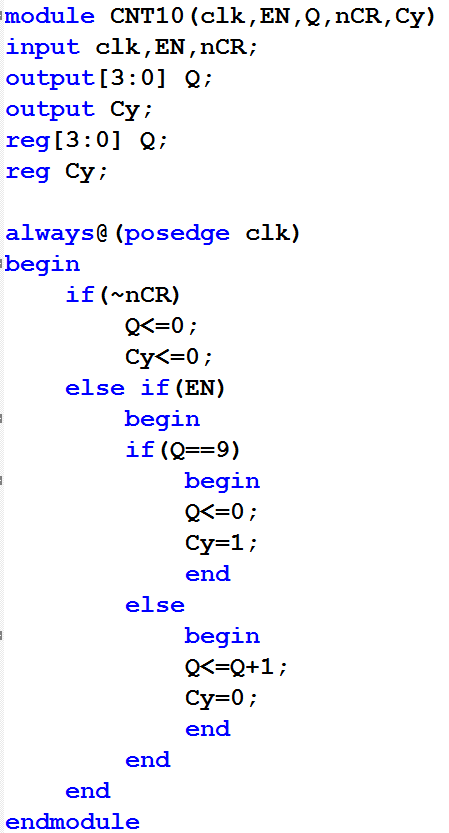 module CNT10(clk,EN,Q,nCR,Cy)
input clk,EN,nCR;
output[3:0] Q;
output Cy;
reg[3:0] Q;
reg Cy;

always@(posedge clk)
begin
    if(~nCR)
        Q<=0;
        Cy<=0;
    else if(EN)
        begin
        if(Q==9)
            begin
            Q<=0;
            Cy=1;
            end
        else
            begin
            Q<=Q+1;
            Cy=0;
            end
        end
    end
endmodule